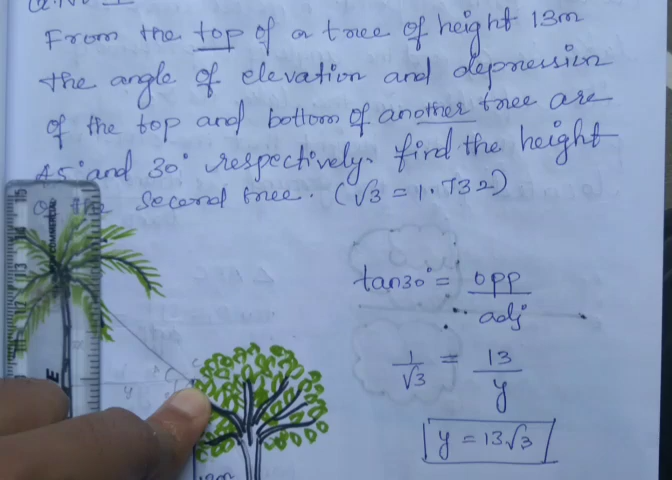 From the top of a tree of height 13m
the angle of elevation and depression
of the top and bottom of another tree are
45° and 30° respectively. find the height
of the second tree. (√3 = 1.732)
tan30° = opp
adj
1/√3 = 13/y
y = 13√3